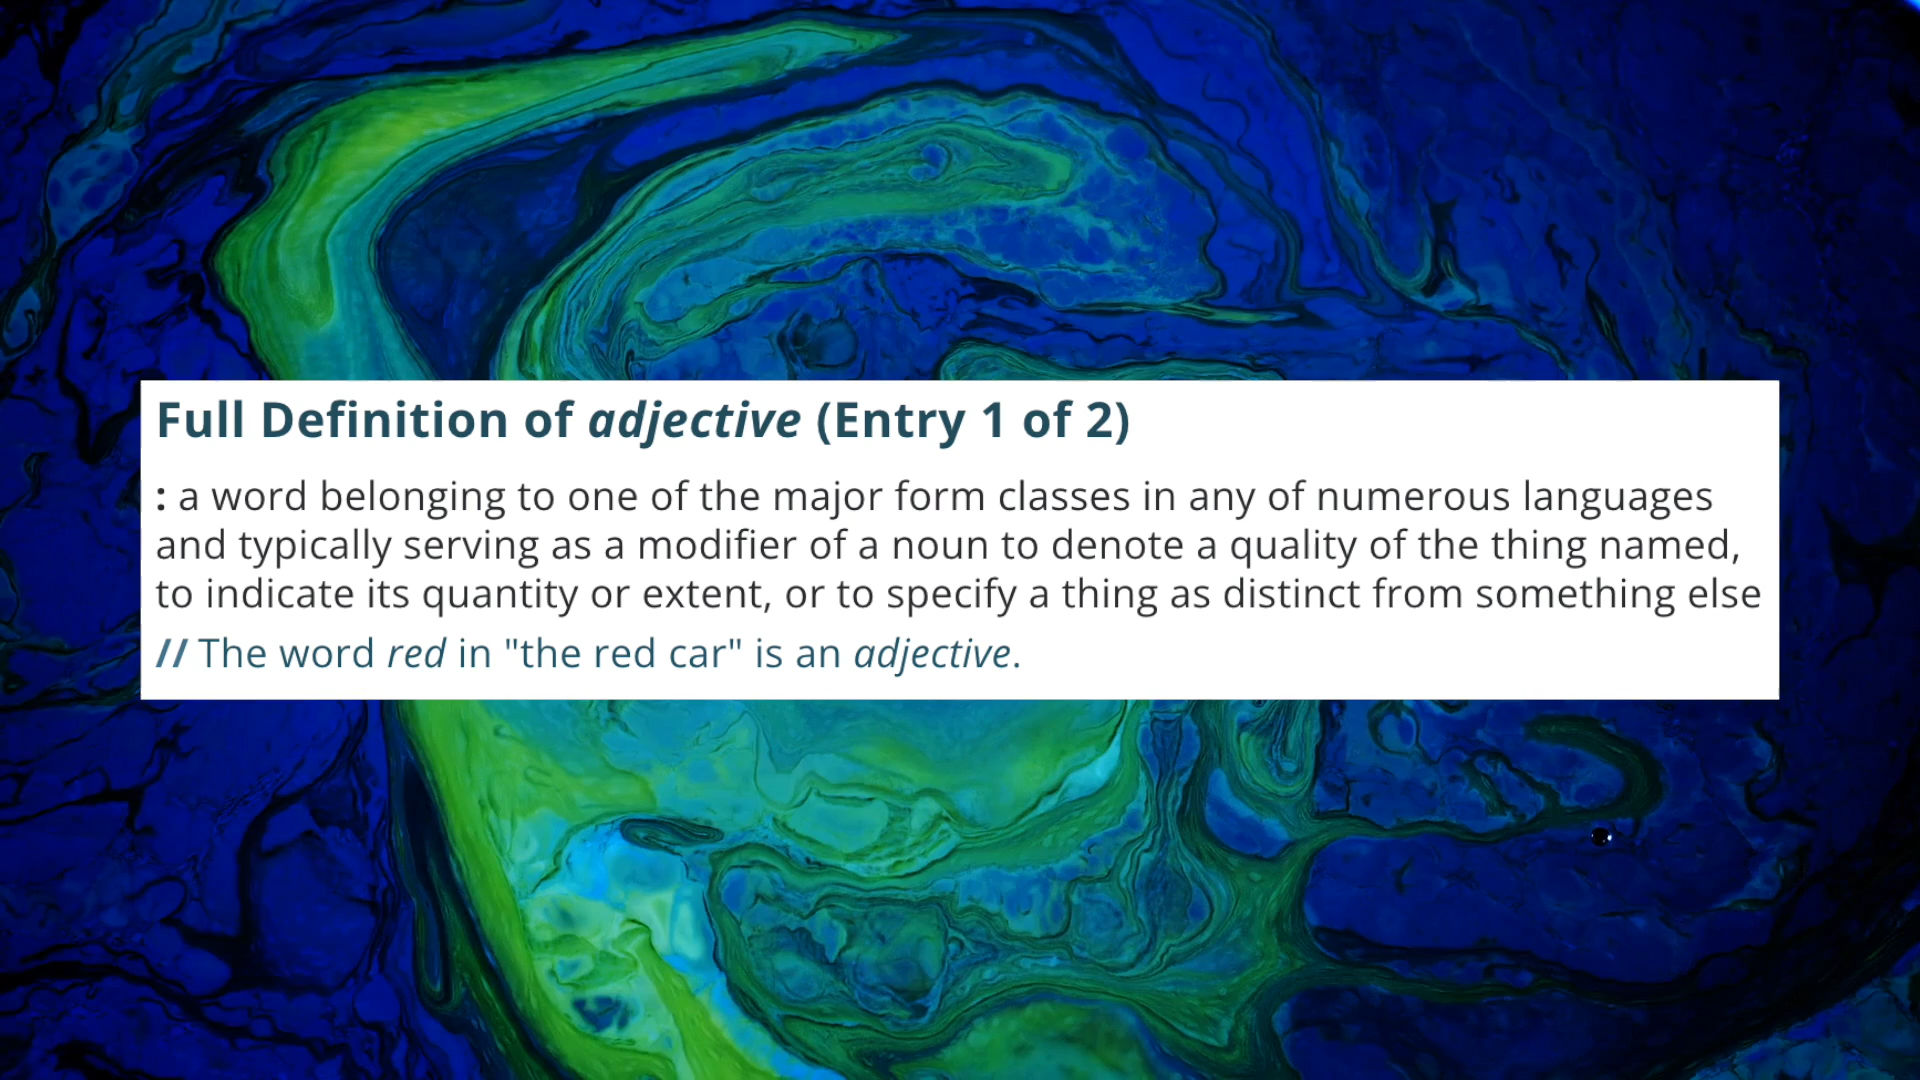 Full Definition of adjective (Entry 1 of 2)
: a word belonging to one of the major form classes in any of numerous languages
and typically serving as a modifier of a noun to denote a quality of the thing named,
to indicate its quantity or extent, or to specify a thing as distinct from something else
// The word red in "the red car" is an adjective.